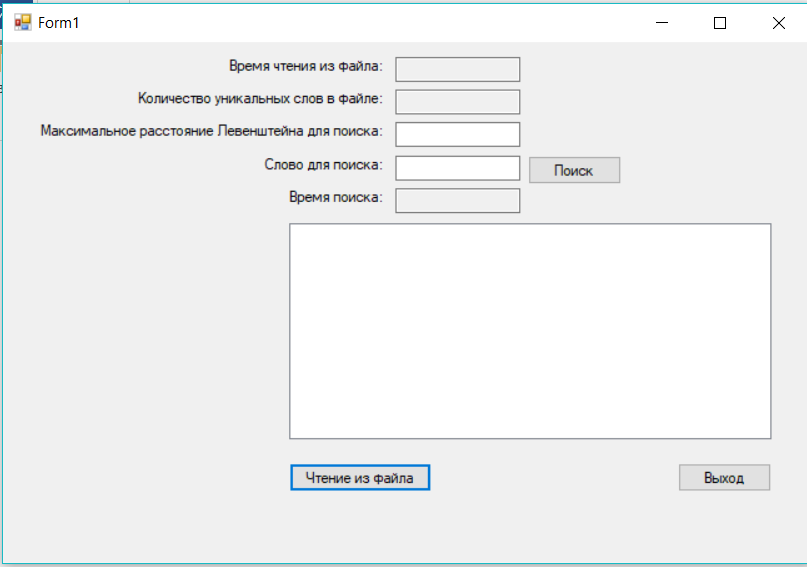 Form1
Время чтения из файла:
Количество уникальных слов в файле:
Максимальное расстояние Левенштейна для поиска:
Слово для поиска:
Поиск
Время поиска:
Чтение из файла
Выход